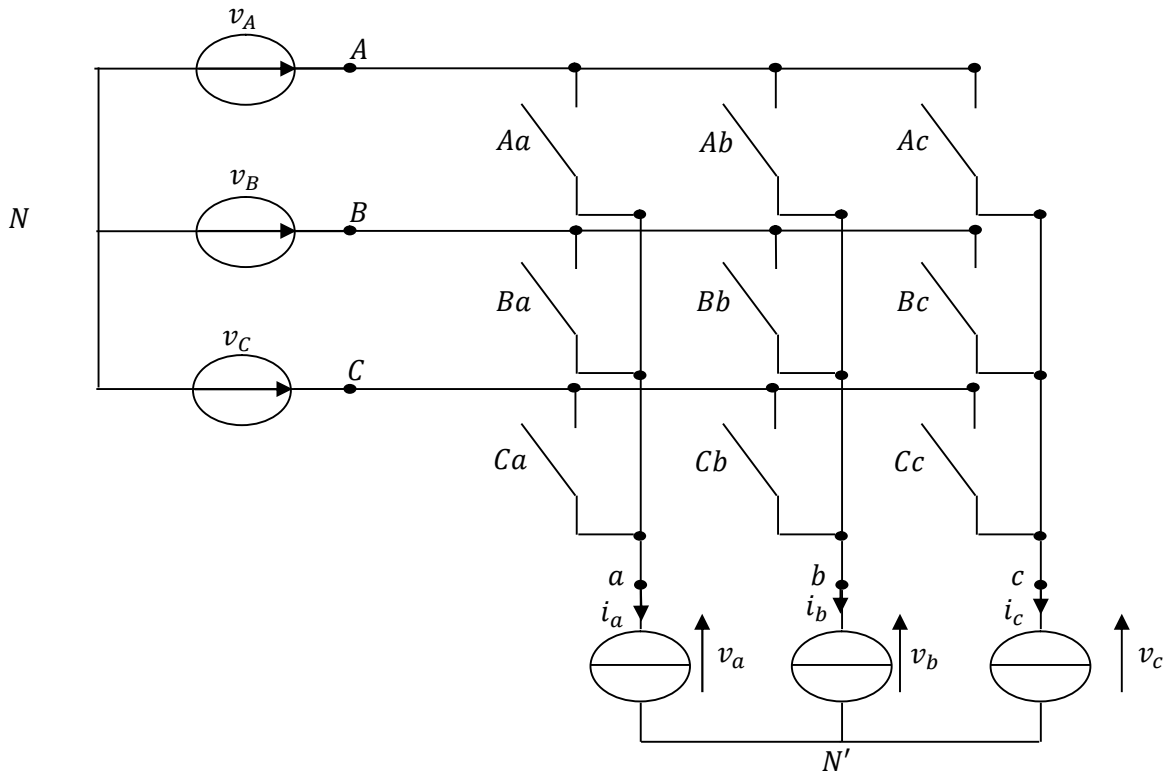 v_A
A
Aa Ab Ac
v_B
N B
Ba Bb Bc
v_C
C
Ca Cb Cc
a b c
i_a i_b i_c
v_a v_b v_c
N′